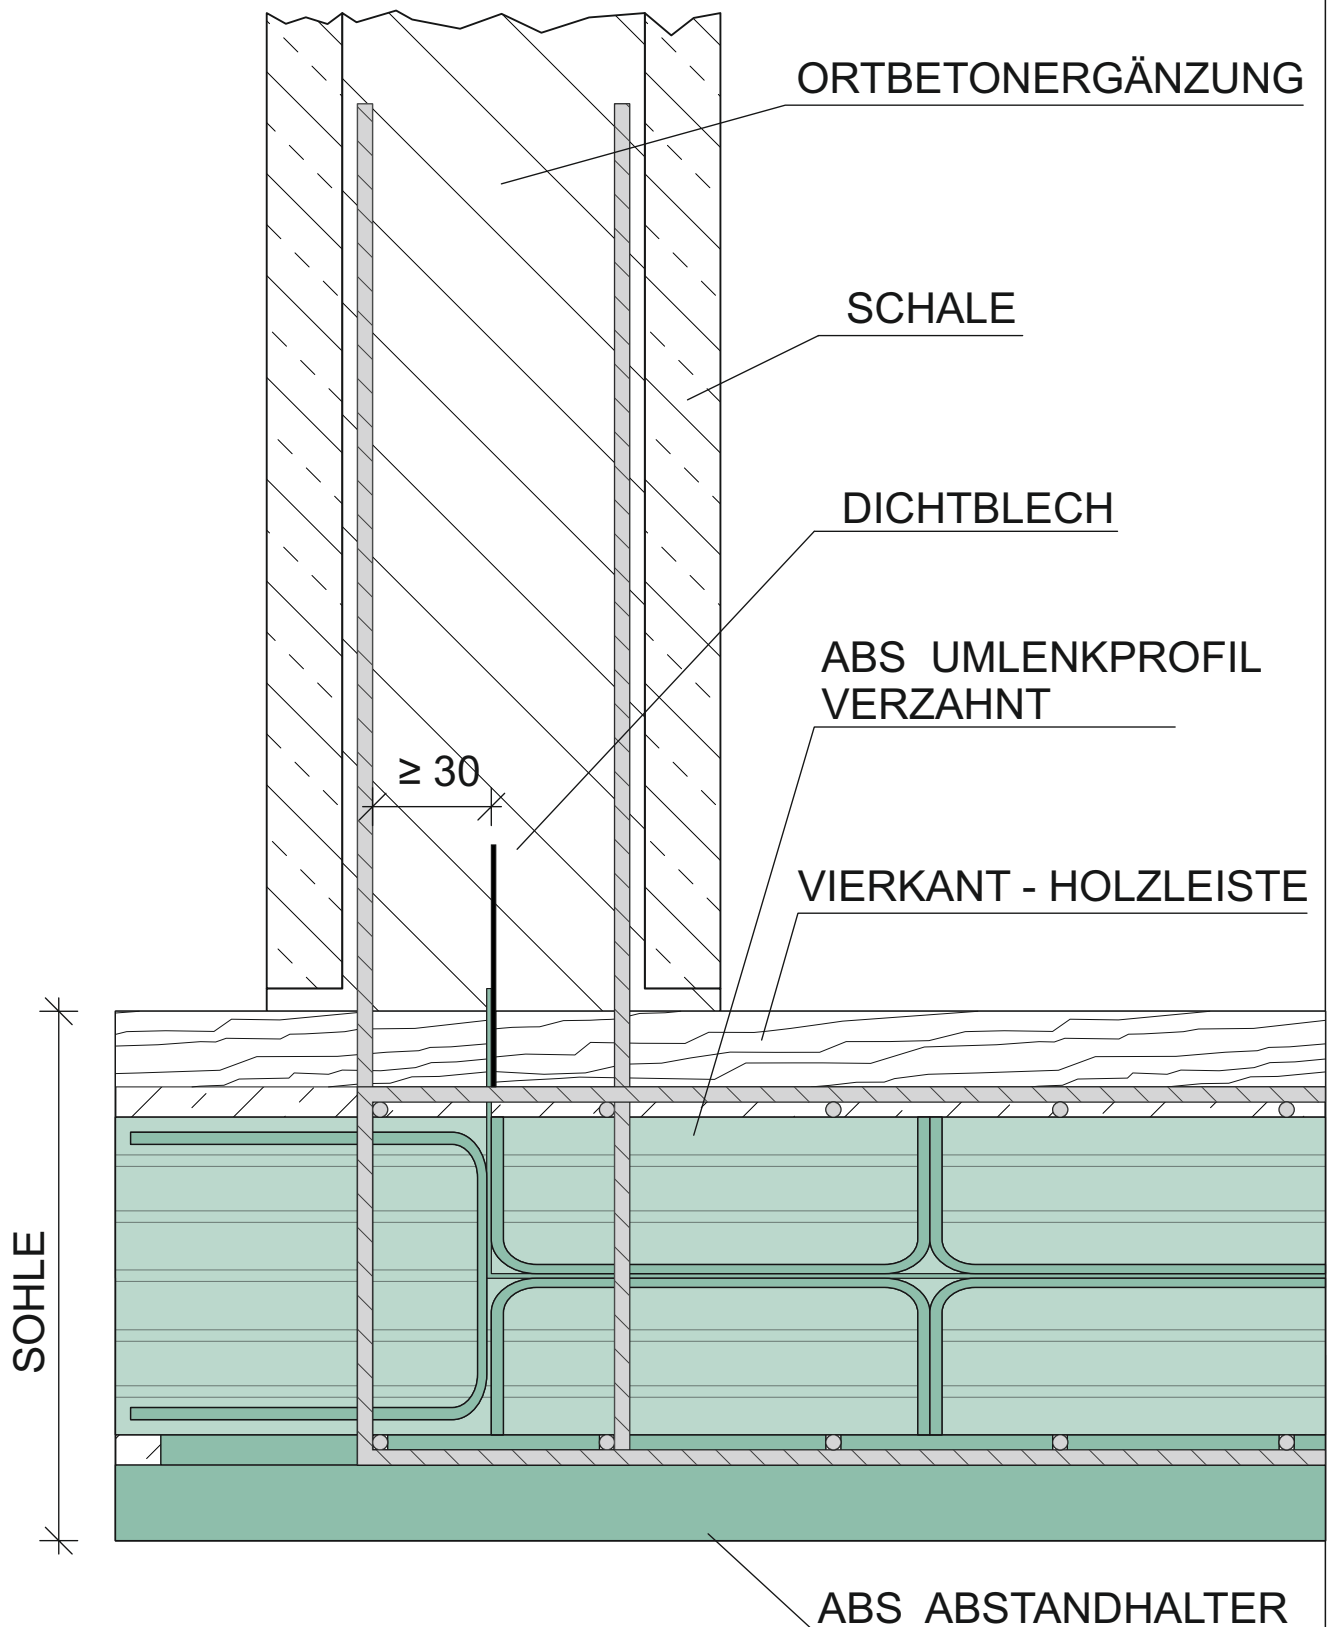 ORTBETONERGÄNZUNG
SCHALE
DICHTBLECH
ABS UMLENKPROFIL
VERZAHNT
≥ 30
VIERKANT - HOLZLEISTE
SOHLE
ABS ABSTANDHALTER